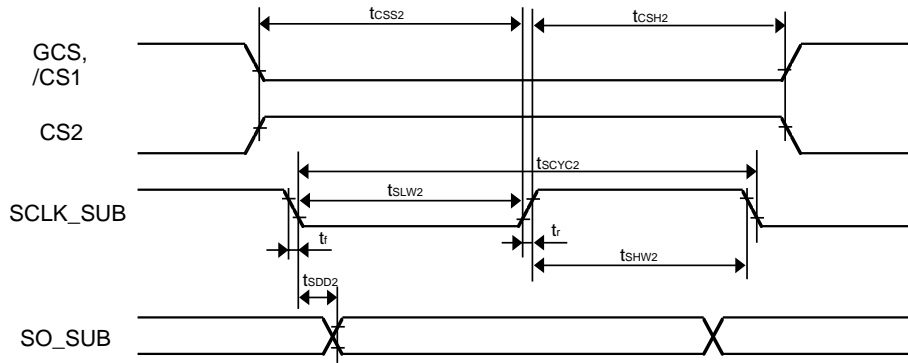 tCSS2
tCSH2
GCS,
/CS1
CS2
tSCYC2
tSLW2
SCLK_SUB
tf
tr
tSHW2
tSDD2
SO_SUB